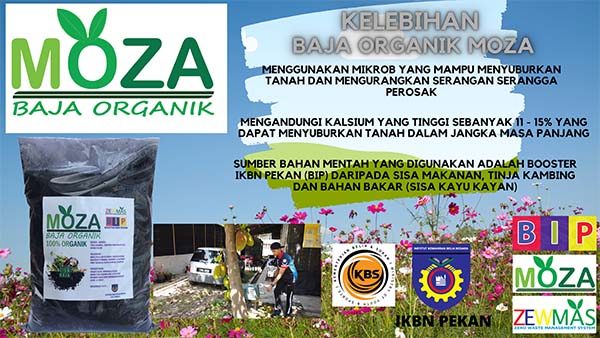 MOZA
BAJA ORGANIK
KELEBIHAN
BAJA ORGANIK MOZA
MENGGUNAKAN MIKROB YANG MAMPU MENYUBURKAN
TANAH DAN MENGURANGKAN SERANGAN SERANGGA
PEROSAK
MENGANDUNGI KALSIUM YANG TINGGI SEBANYAK 11 - 15% YANG
DAPAT MENYUBURKAN TANAH DALAM JANGKA MASA PANJANG
SUMBER BAHAN MENTAH YANG DIGUNAKAN ADALAH BOOSTER
IKBN PEKAN (BIP) DARIPADA SISA MAKANAN, TINJA KAMBING
DAN BAHAN BAKAR (SISA KAYU KAYAN)
ZEWMAS
MOZA
BIP
BAJA ORGANIK
100% ORGANIK
KBS
IKBN PEKAN
BIP
MOZA
ZEWMAS
ZERO WASTE MANAGEMENT SYSTEM